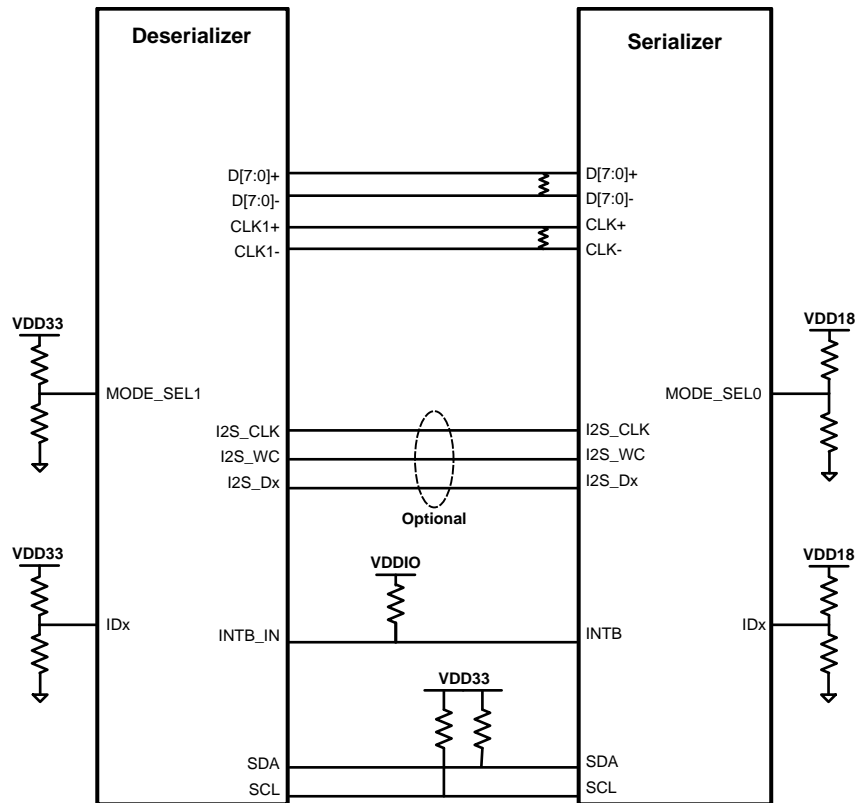 Deserializer
Serializer
D[7:0]+
D[7:0]+
D[7:0]-
D[7:0]-
CLK1+
CLK+
CLK1-
CLK-
VDD33
VDD18
MODE_SEL1
MODE_SEL0
I2S_CLK
I2S_CLK
I2S_WC
I2S_WC
I2S_Dx
I2S_Dx
Optional
VDD33
VDDIO
VDD18
IDx
IDx
INTB_IN
INTB
VDD33
SDA
SDA
SCL
SCL